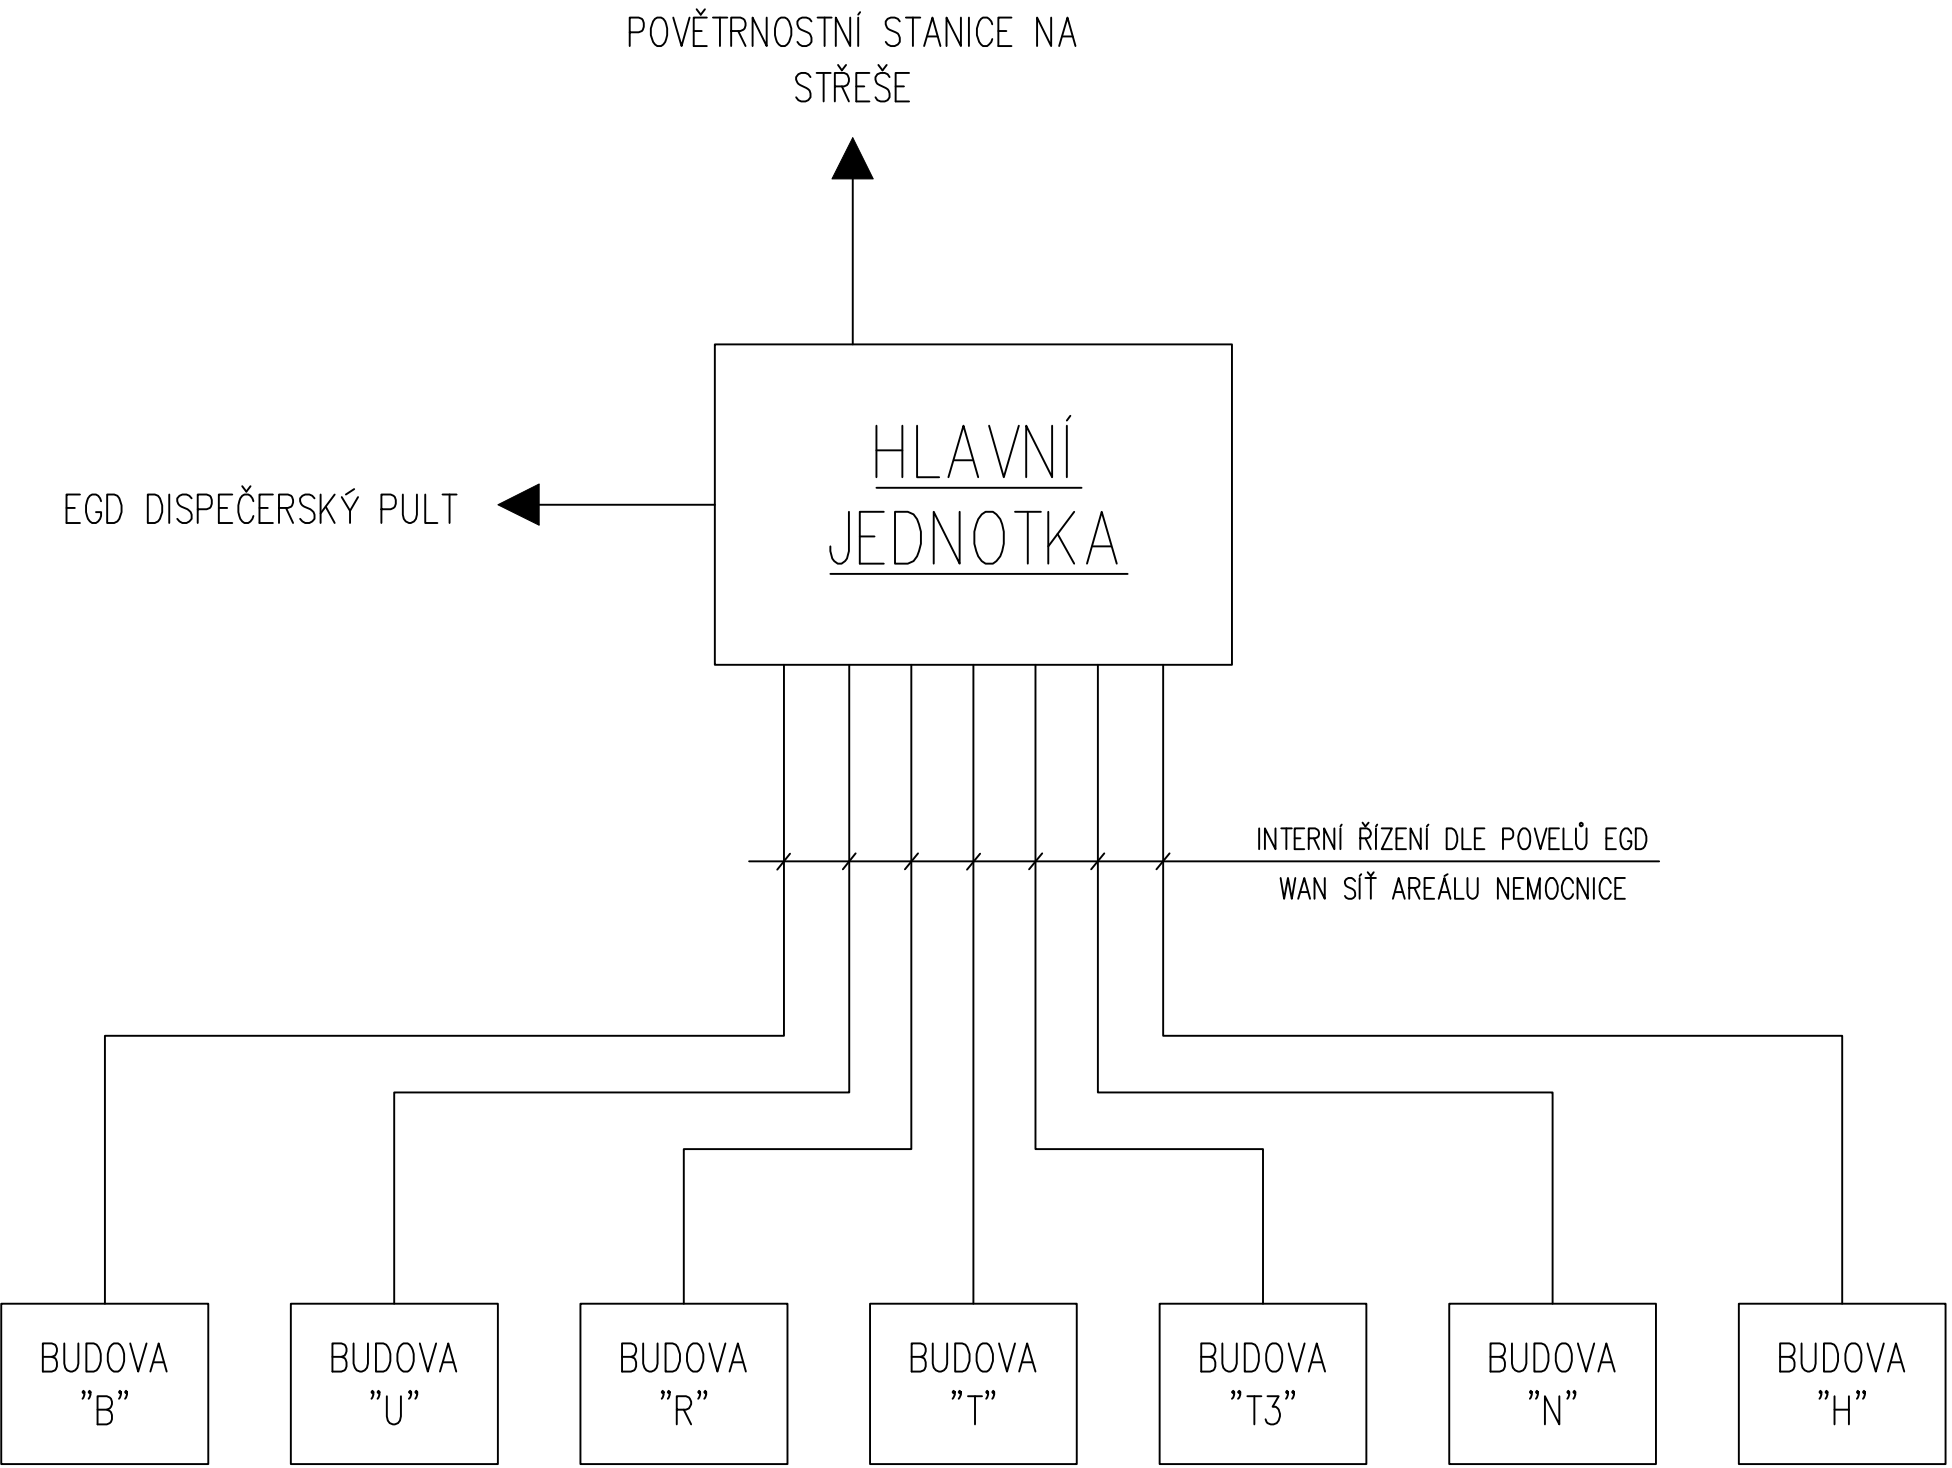 POVĚTRNOSTNÍ STANICE NA
STŘEŠE
HLAVNÍ
JEDNOTKA
EGD DISPEČERSKÝ PULT
INTERNÍ ŘÍZENÍ DLE POVELŮ EGD
WAN SÍŤ AREÁLU NEMOCNICE
BUDOVA
"B"
BUDOVA
"U"
BUDOVA
"R"
BUDOVA
"T"
BUDOVA
"T3"
BUDOVA
"N"
BUDOVA
"H"